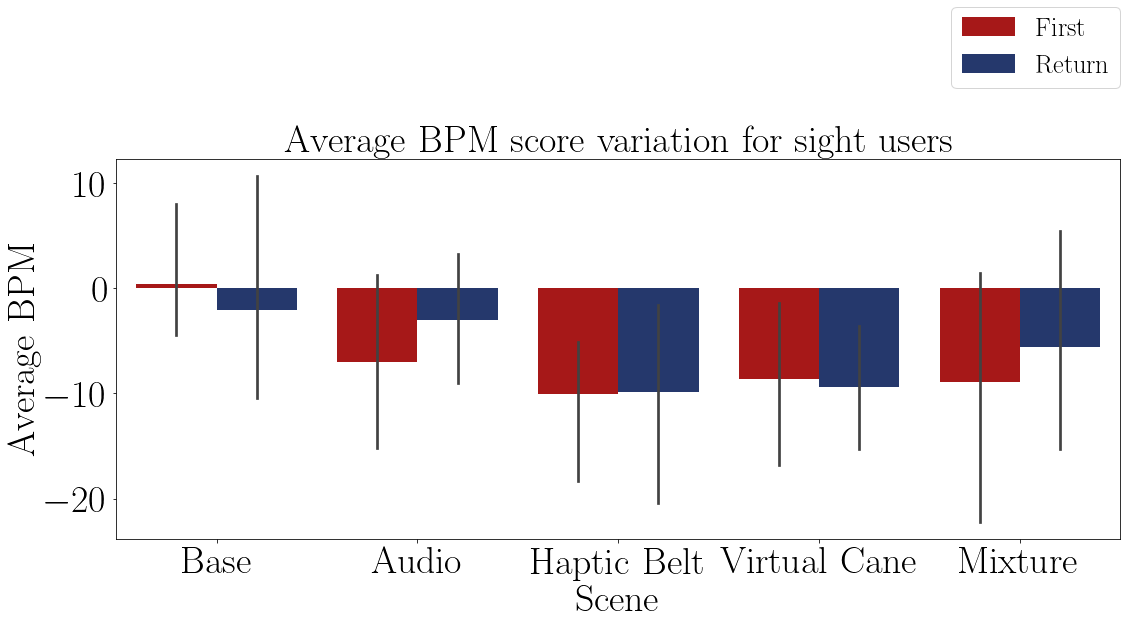 First
Return
Average BPM score variation for sight users
Average BPM
10
0
−10
−20
Base Audio Haptic Belt Virtual Cane Mixture
Scene